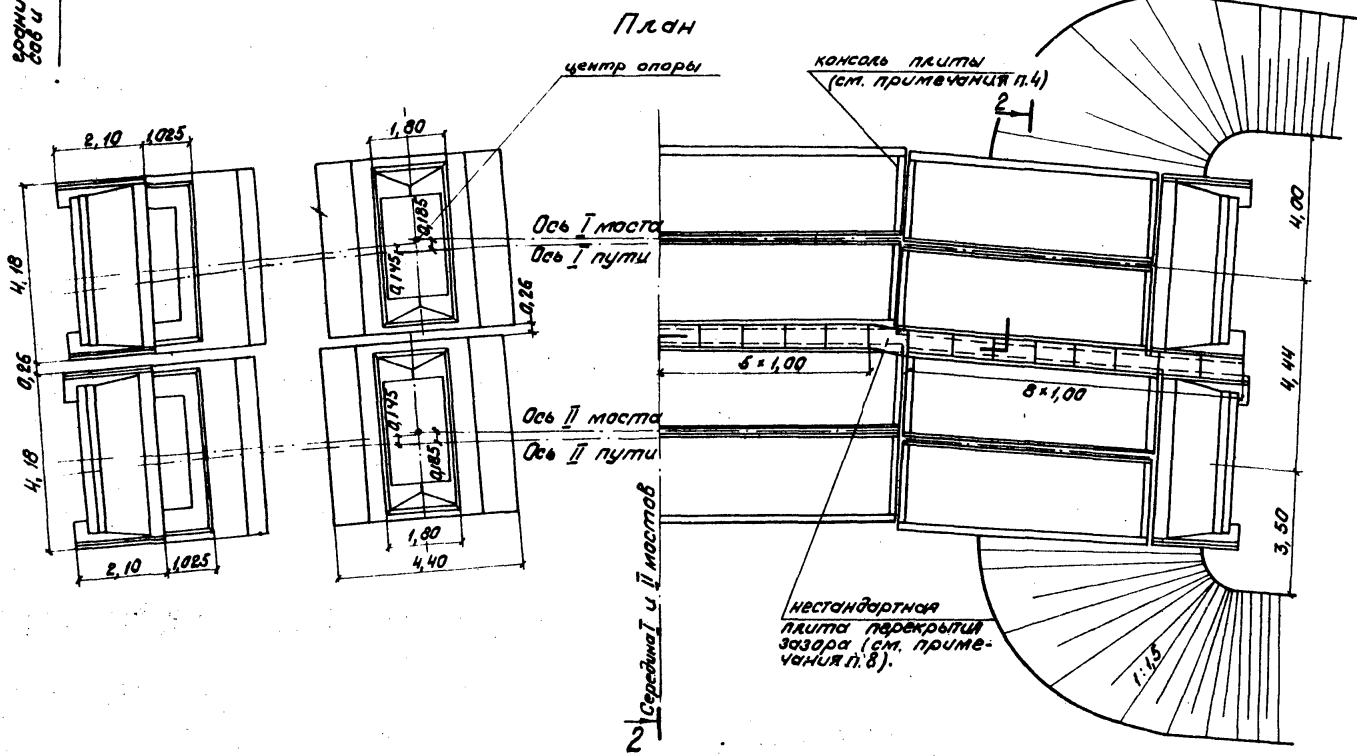 План
центр опоры
консоль плиты
(см. примечания п.4)
2
2,10
1,025
1,80
0,185
0,145
4,18
0,26
0,26
4,18
Ось I моста
Ось I пути
4,00
4,44
3,50
6×1,00
8×1,00
0,145
0,185
Ось II моста
Ось II пути
1,80
4,40
2,10
1,025
Середина I и II мостов
2
нестандартная
плита перекрытия
зазора (см. приме-
чания п.8).
1:1,5